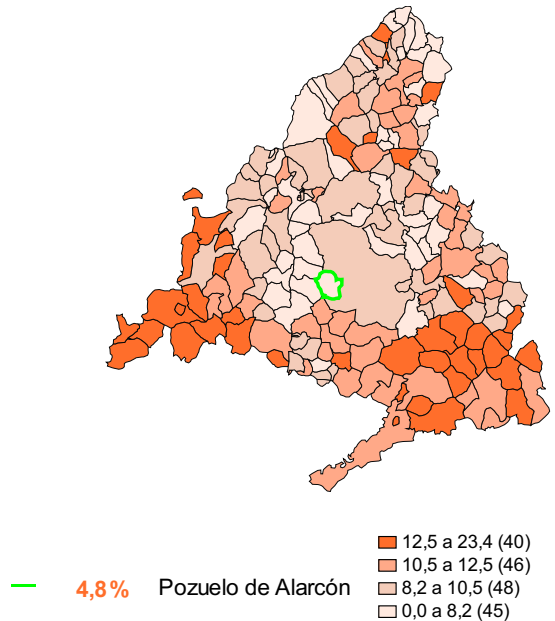 12,5 a 23,4 (40)
10,5 a 12,5 (46)
8,2 a 10,5 (48)
0,0 a 8,2 (45)
4,8% Pozuelo de Alarcón